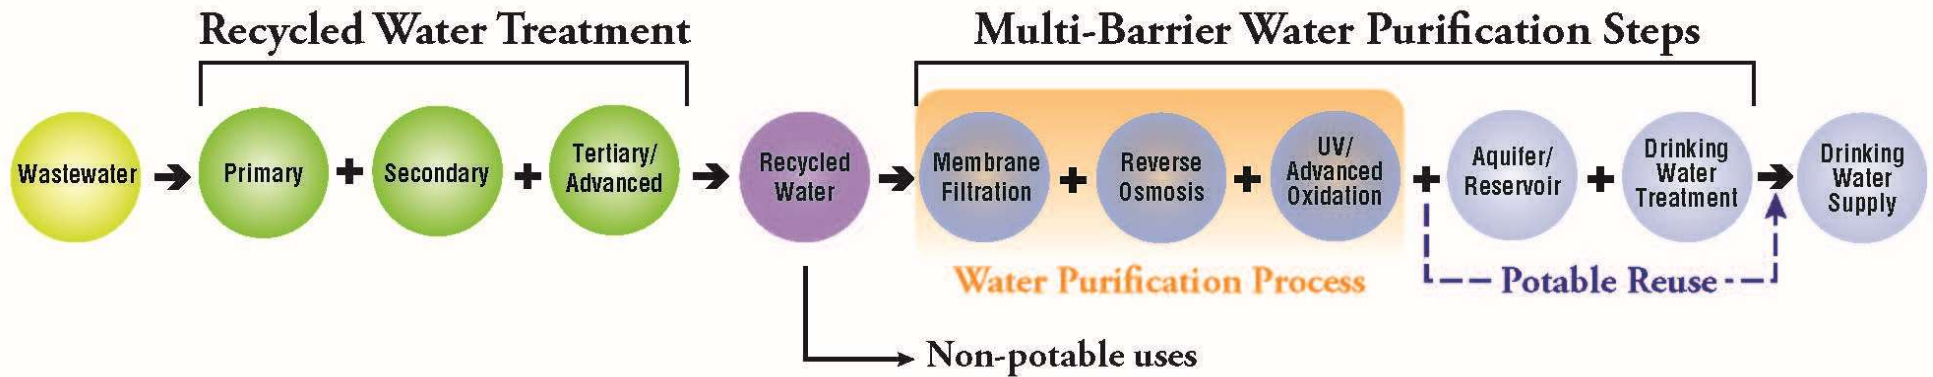 Recycled Water Treatment
Multi-Barrier Water Purification Steps
Wastewater
Primary
+
Secondary
+
Tertiary/
Advanced
Recycled
Water
Membrane
Filtration
+
Reverse
Osmosis
+
UV/
Advanced
Oxidation
+
Aquifer/
Reservoir
+
Drinking
Water
Treatment
Drinking
Water
Supply
Water Purification Process
Potable Reuse
Non-potable uses